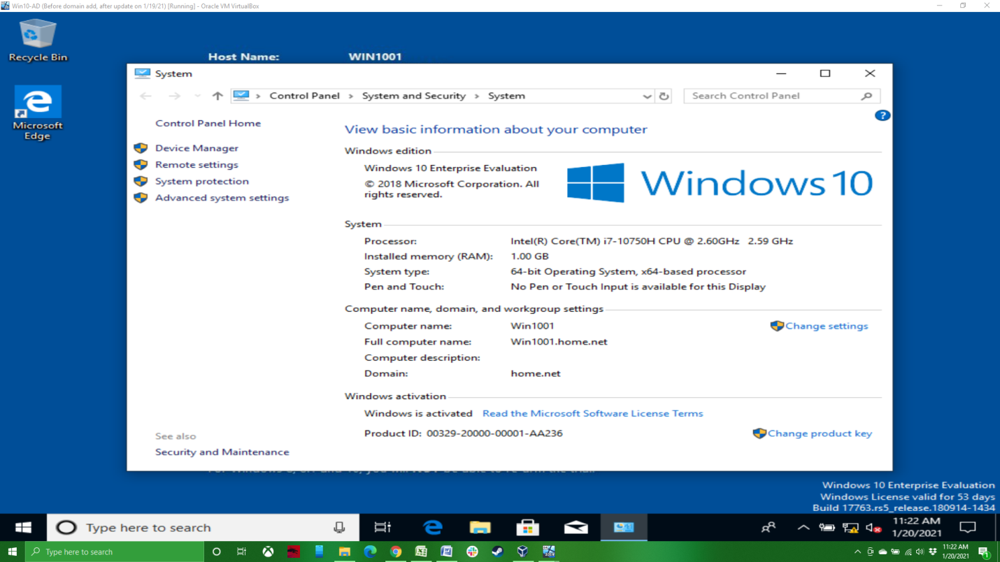 Win10-AD (Before domain add, after update on 1/19/21) [Running] - Oracle VM VirtualBox
Recycle Bin
Host Name: WIN1001
Microsoft
Edge
System
Control Panel > System and Security > System
Search Control Panel
Control Panel Home
Device Manager
Remote settings
System protection
Advanced system settings
See also
Security and Maintenance
View basic information about your computer
Windows edition
Windows 10 Enterprise Evaluation
© 2018 Microsoft Corporation. All
rights reserved.
Windows 10
System
Processor: Intel(R) Core(TM) i7-10750H CPU @ 2.60GHz 2.59 GHz
Installed memory (RAM): 1.00 GB
System type: 64-bit Operating System, x64-based processor
Pen and Touch: No Pen or Touch Input is available for this Display
Computer name, domain, and workgroup settings
Computer name: Win1001
Change settings
Full computer name: Win1001.home.net
Computer description:
Domain: home.net
Windows activation
Windows is activated Read the Microsoft Software License Terms
Product ID: 00329-20000-00001-AA236
Change product key
Windows 10 Enterprise Evaluation
Windows License valid for 53 days
Build 17763.rs5_release.180914-1434
Type here to search
11:22 AM
1/20/2021
Type here to search
11:22 AM
1/20/2021